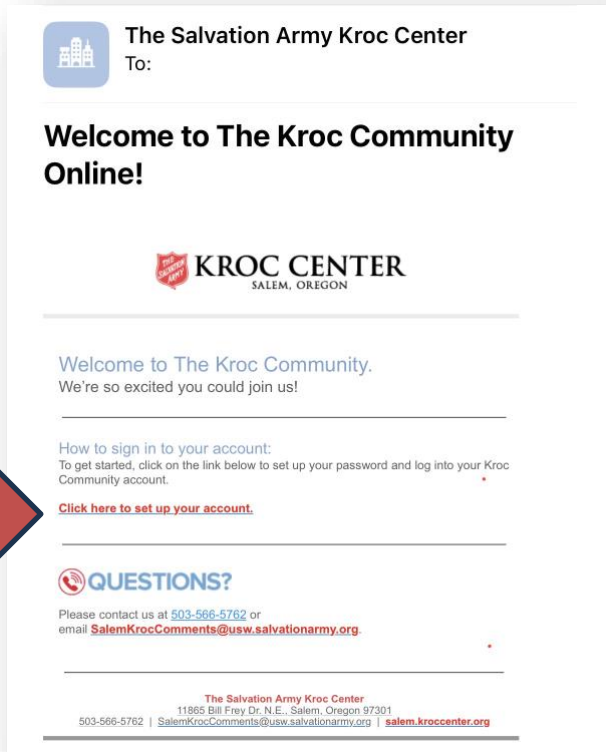 The Salvation Army Kroc Center
To:
Welcome to The Kroc Community
Online!
THE SALVATION ARMY
KROC CENTER
SALEM, OREGON
Welcome to The Kroc Community.
We're so excited you could join us!
How to sign in to your account:
To get started, click on the link below to set up your password and log into your Kroc
Community account.
Click here to set up your account.
QUESTIONS?
Please contact us at 503-566-5762 or
email SalemKrocComments@usw.salvationarmy.org.
The Salvation Army Kroc Center
11865 Bill Frey Dr. N.E., Salem, Oregon 97301
503-566-5762 | SalemKrocComments@usw.salvationarmy.org | salem.kroccenter.org